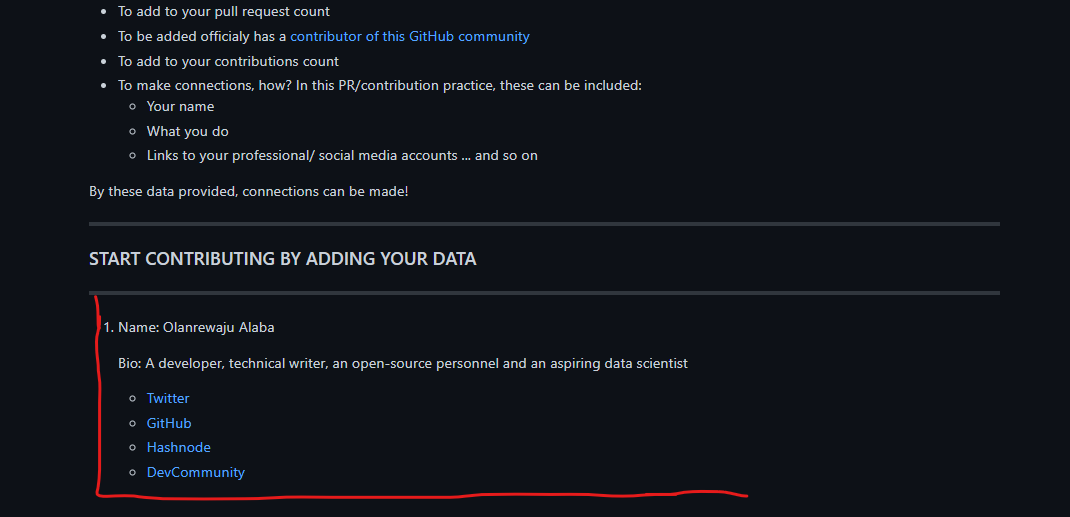 To add to your pull request count
To be added officialy has a contributor of this GitHub community
To add to your contributions count
To make connections, how? In this PR/contribution practice, these can be included:
Your name
What you do
Links to your professional/ social media accounts ... and so on
By these data provided, connections can be made!
START CONTRIBUTING BY ADDING YOUR DATA
1. Name: Olanrewaju Alaba
Bio: A developer, technical writer, an open-source personnel and an aspiring data scientist
Twitter
GitHub
Hashnode
DevCommunity